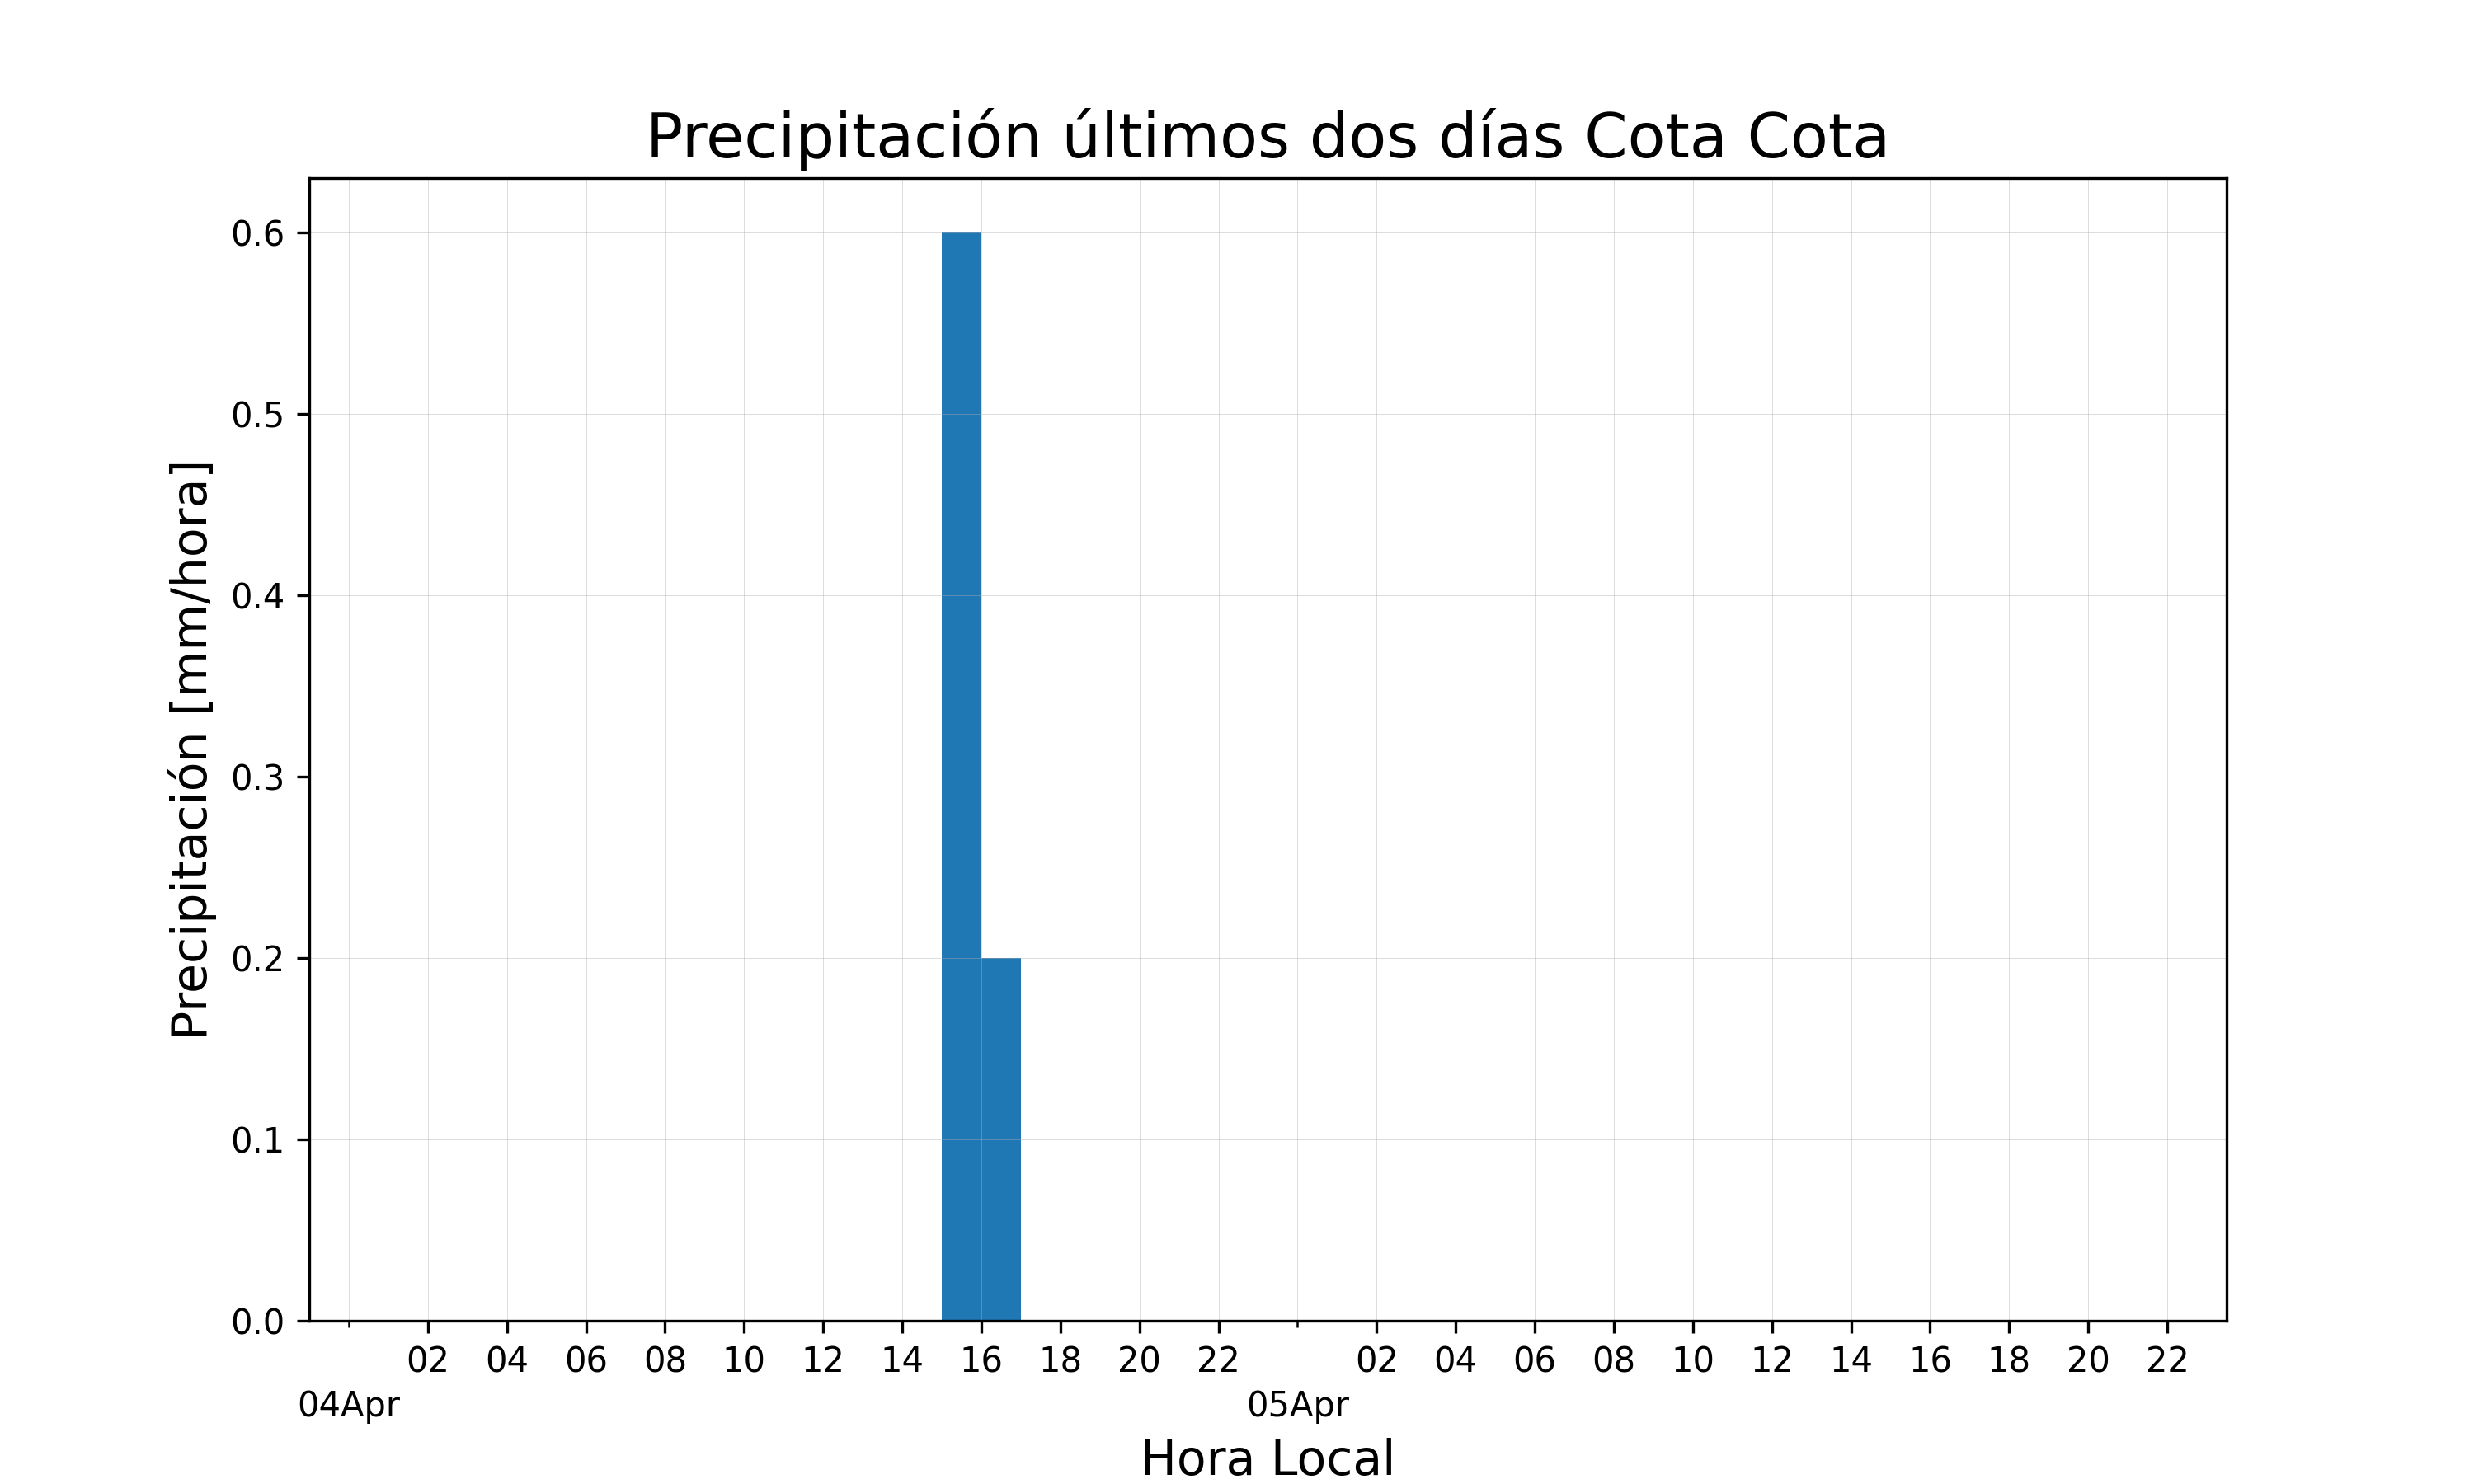 Precipitación últimos dos días Cota Cota
Precipitación [mm/hora]
0.6
0.5
0.4
0.3
0.2
0.1
0.0
02 04 06 08 10 12 14 16 18 20 22 02 04 06 08 10 12 14 16 18 20 22
04Apr 05Apr
Hora Local